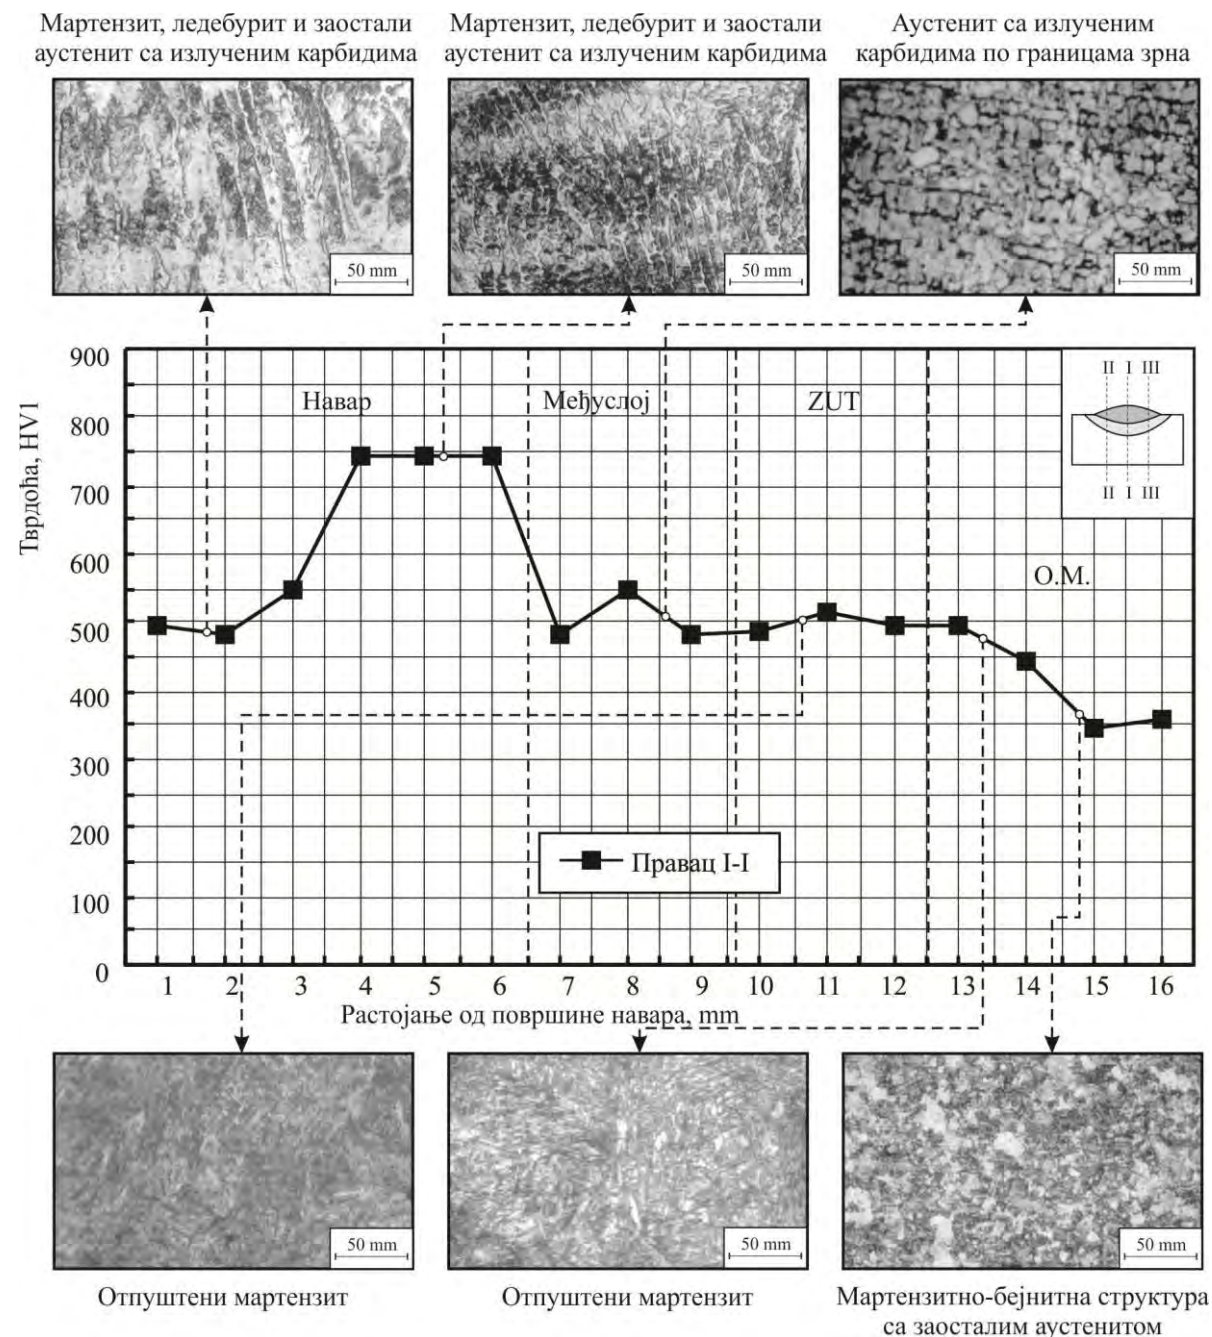 Мартензит, ледебурит и заостали
аустенит са излученим карбидима
Мартензит, ледебурит и заостали
аустенит са излученим карбидима
Аустенит са излученим
карбидима по границама зрна
50 mm
50 mm
50 mm
Тврдоћа, HV1
900
800
700
600
500
400
300
200
100
0
Навар
Међуслој
ZUT
О.М.
II I III
II I III
Правац I-I
1 2 3 4 5 6 7 8 9 10 11 12 13 14 15 16
Растојање од површине навара, mm
50 mm
50 mm
50 mm
Отпуштени мартензит
Отпуштени мартензит
Мартензитно-бејнитна структура
са заосталим аустенитом